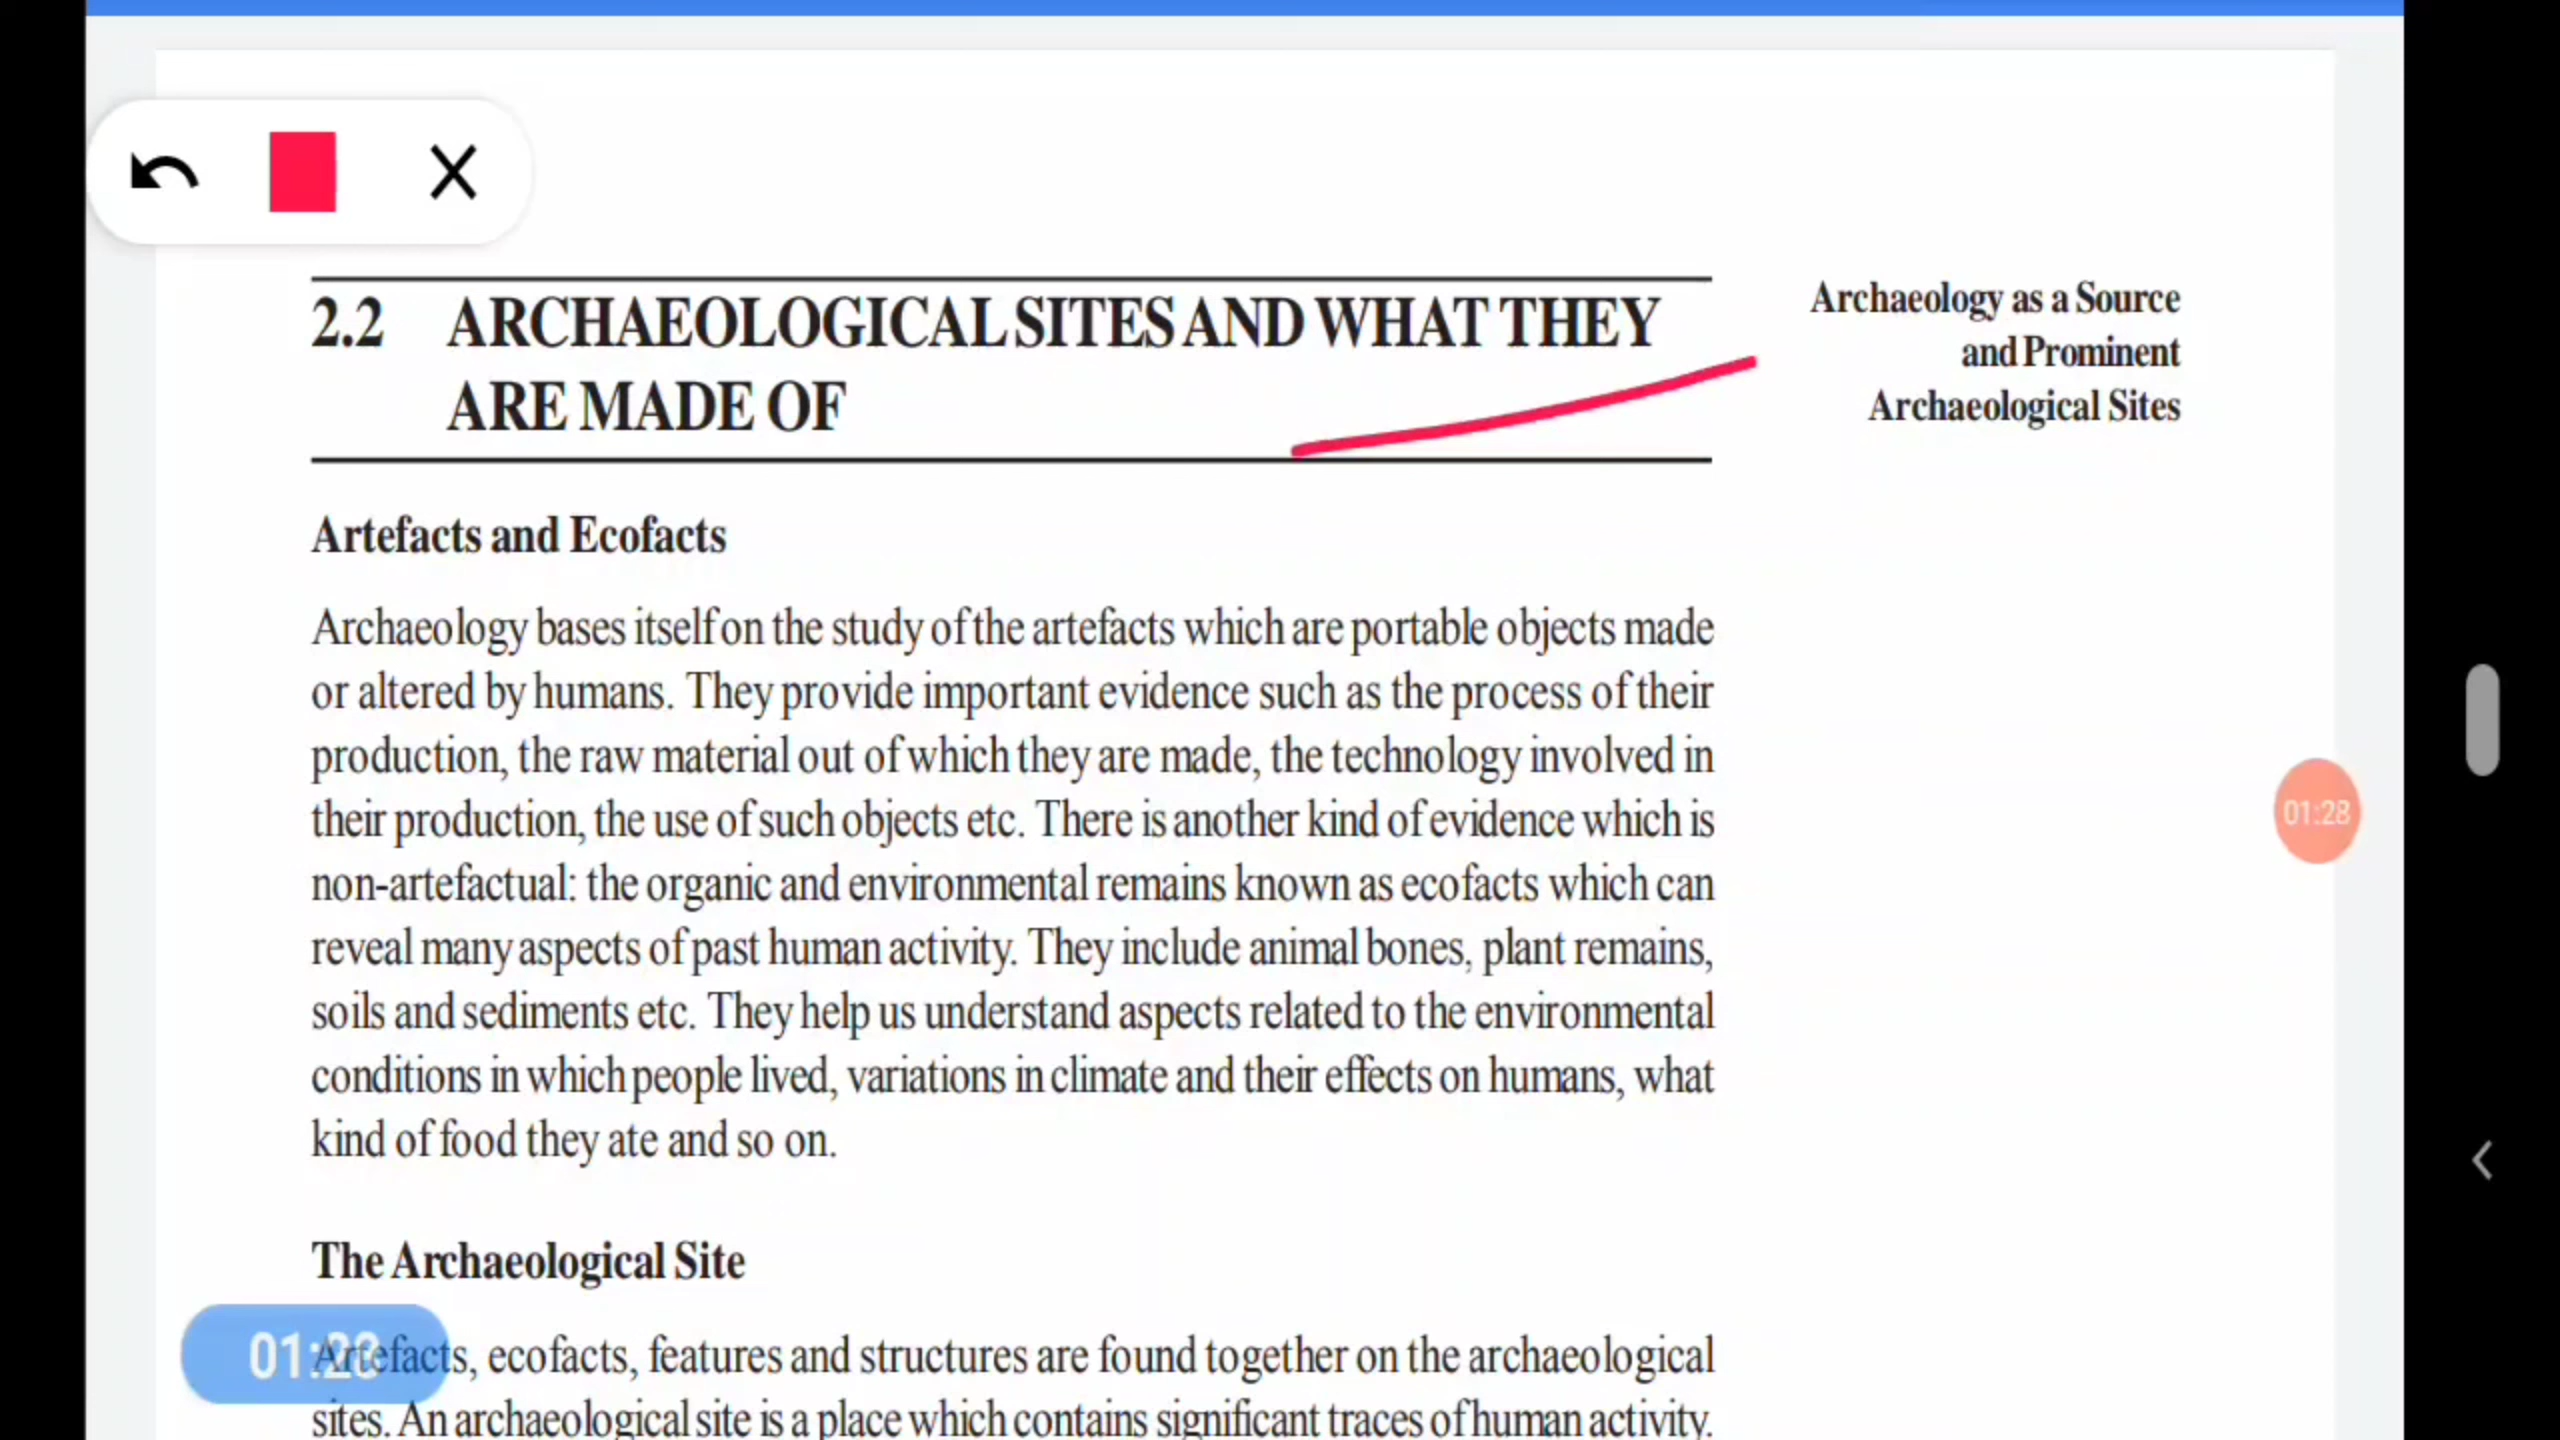 2.2 ARCHAEOLOGICAL SITES AND WHAT THEY
ARE MADE OF
Archaeology as a Source
and Prominent
Archaeological Sites
Artefacts and Ecofacts
Archaeology bases itself on the study of the artefacts which are portable objects made
or altered by humans. They provide important evidence such as the process of their
production, the raw material out of which they are made, the technology involved in
their production, the use of such objects etc. There is another kind of evidence which is
non-artefactual: the organic and environmental remains known as ecofacts which can
reveal many aspects of past human activity. They include animal bones, plant remains,
soils and sediments etc. They help us understand aspects related to the environmental
conditions in which people lived, variations in climate and their effects on humans, what
kind of food they ate and so on.
01:28
The Archaeological Site
Artefacts, ecofacts, features and structures are found together on the archaeological
sites. An archaeological site is a place which contains significant traces of human activity.